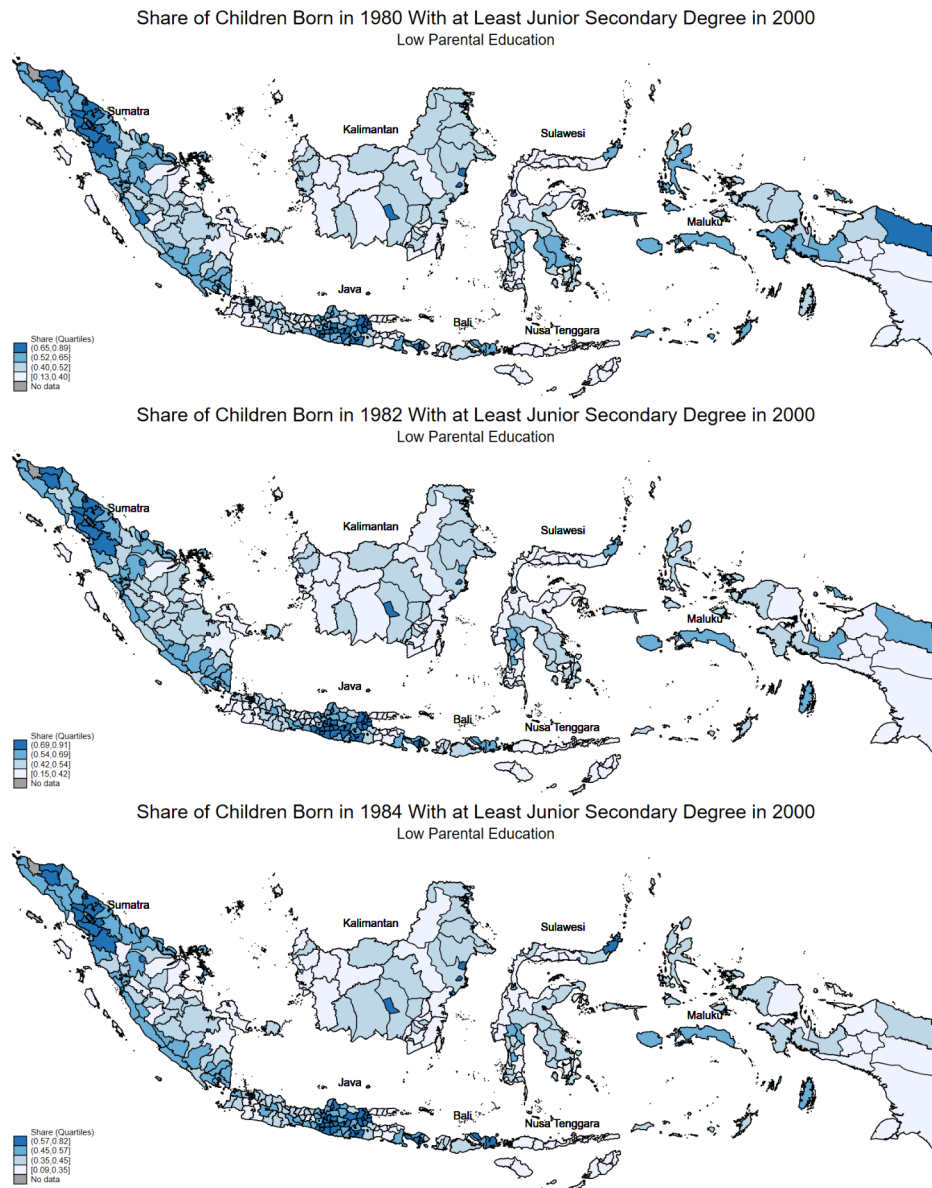 Share of Children Born in 1980 With at Least Junior Secondary Degree in 2000
Low Parental Education
Sumatra
Kalimantan
Sulawesi
Maluku
Java
Bali
Nusa Tenggara
Share (Quartiles)
(0.65,0.89]
(0.52,0.65]
(0.40,0.52]
[0.13,0.40]
No data
Share of Children Born in 1982 With at Least Junior Secondary Degree in 2000
Low Parental Education
Sumatra
Kalimantan
Sulawesi
Maluku
Java
Bali
Nusa Tenggara
Share (Quartiles)
(0.69,0.91]
(0.54,0.69]
(0.42,0.54]
[0.15,0.42]
No data
Share of Children Born in 1984 With at Least Junior Secondary Degree in 2000
Low Parental Education
Sumatra
Kalimantan
Sulawesi
Maluku
Java
Bali
Nusa Tenggara
Share (Quartiles)
(0.57,0.82]
(0.45,0.57]
(0.35,0.45]
[0.09,0.35]
No data